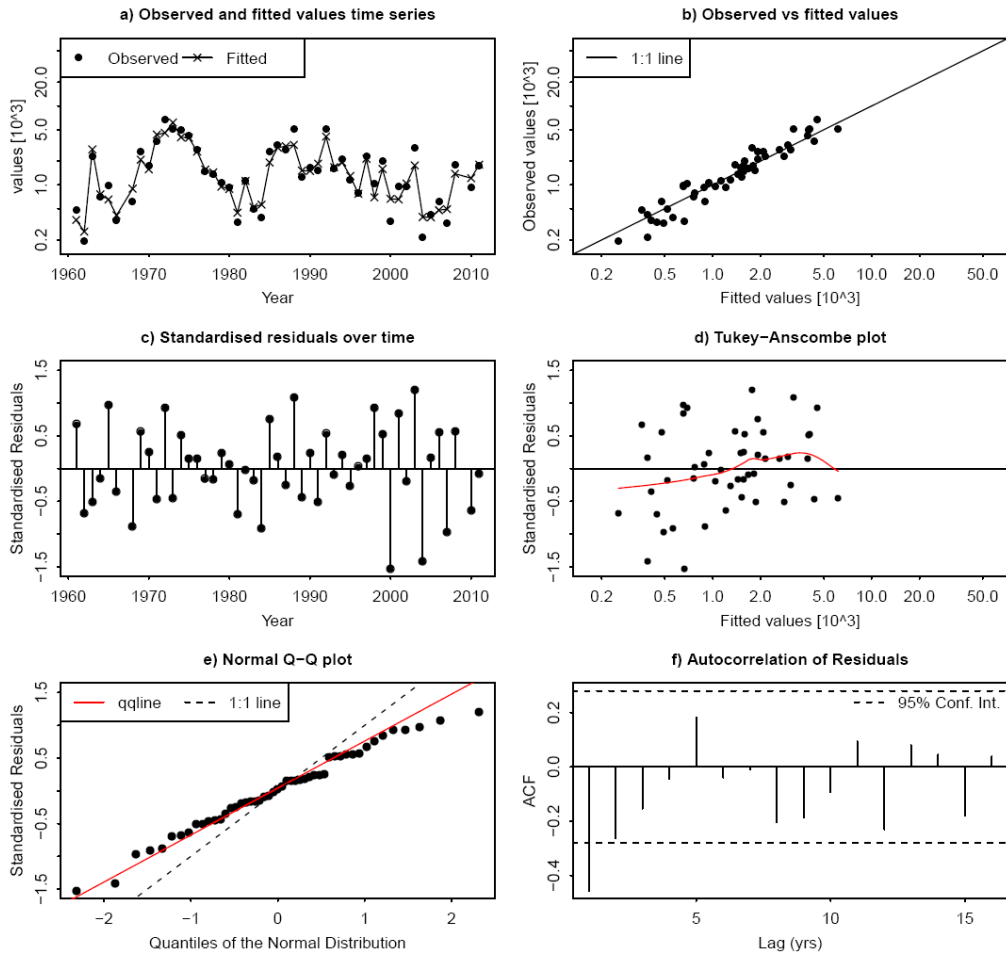 a) Observed and fitted values time series
Observed
Fitted
values [10^3]
20.0
5.0
1.0
0.2
1960
1970
1980
1990
2000
2010
Year
b) Observed vs fitted values
1:1 line
Observed values [10^3]
20.0
5.0
1.0
0.2
0.2
0.5
1.0
2.0
5.0
10.0
20.0
50.0
Fitted values [10^3]
c) Standardised residuals over time
Standardised Residuals
1.5
0.5
−0.5
−1.5
1960
1970
1980
1990
2000
2010
Year
d) Tukey−Anscombe plot
Standardised Residuals
1.5
0.5
−0.5
−1.5
0.2
0.5
1.0
2.0
5.0
10.0
20.0
50.0
Fitted values [10^3]
e) Normal Q−Q plot
qqline
1:1 line
Standardised Residuals
1.5
0.5
−0.5
−1.5
−2
−1
0
1
2
Quantiles of the Normal Distribution
f) Autocorrelation of Residuals
95% Conf. Int.
ACF
0.2
0.0
−0.2
−0.4
5
10
15
Lag (yrs)